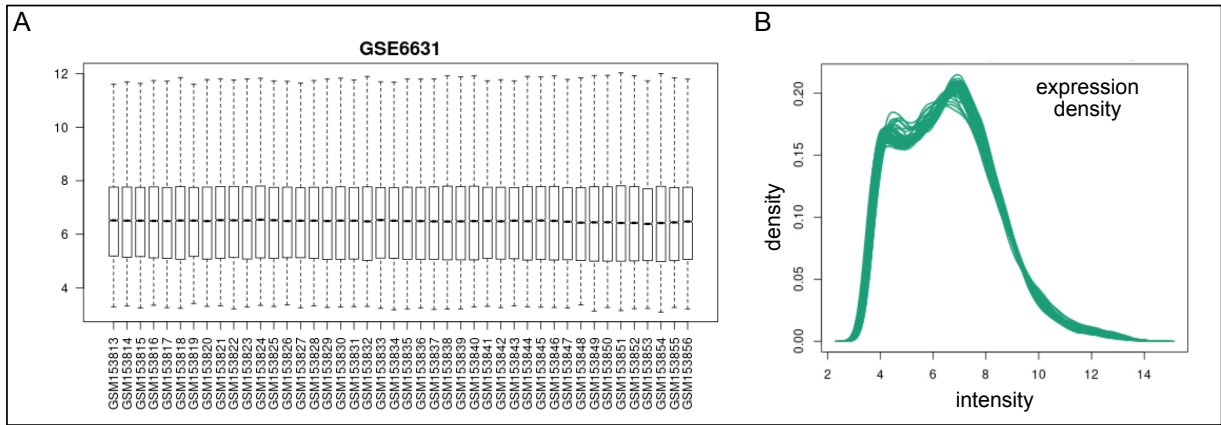 A
GSE6631
12
10
8
6
4
GSM153813
GSM153814
GSM153815
GSM153816
GSM153817
GSM153818
GSM153819
GSM153820
GSM153821
GSM153822
GSM153823
GSM153824
GSM153825
GSM153826
GSM153827
GSM153828
GSM153829
GSM153830
GSM153831
GSM153832
GSM153833
GSM153834
GSM153835
GSM153836
GSM153837
GSM153838
GSM153839
GSM153840
GSM153841
GSM153842
GSM153843
GSM153844
GSM153845
GSM153846
GSM153847
GSM153848
GSM153849
GSM153850
GSM153851
GSM153852
GSM153853
GSM153854
GSM153855
GSM153856
B
expression
density
density
0.20
0.15
0.10
0.05
0.00
2 4 6 8 10 12 14
intensity